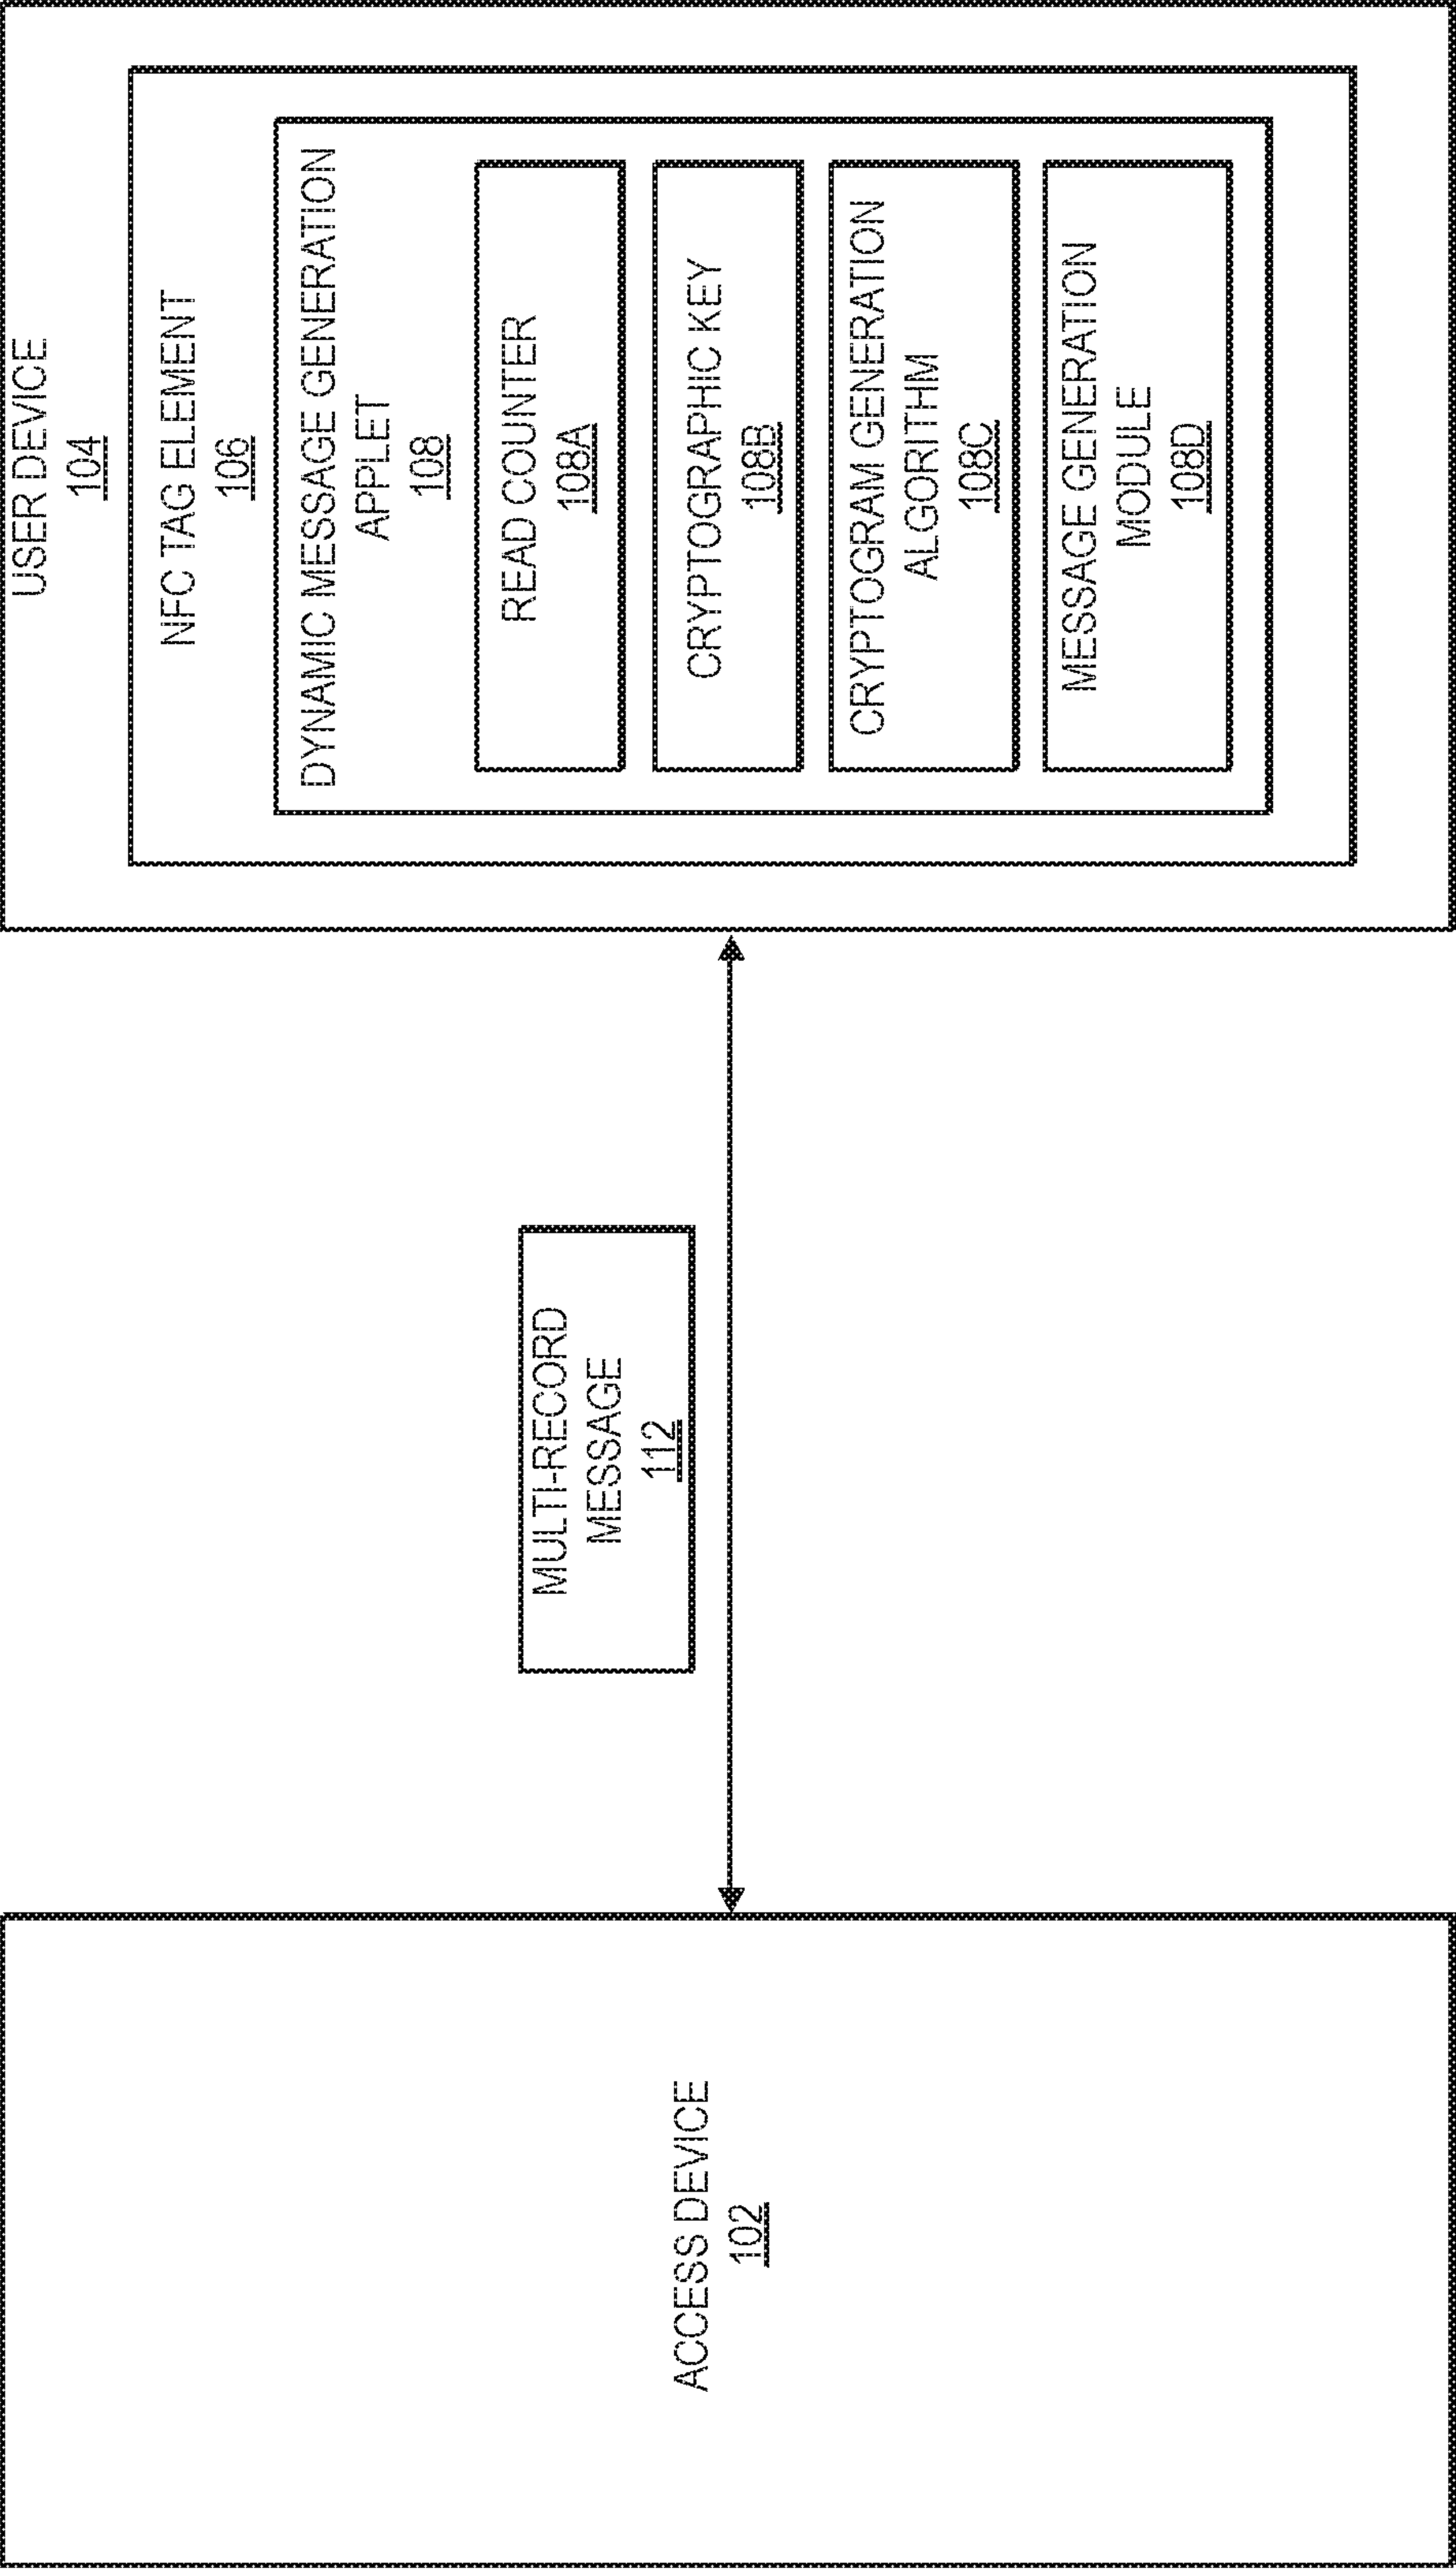 ACCESS DEVICE
102
MULTI-RECORD
MESSAGE
112
USER DEVICE
104
NFC TAG ELEMENT
106
DYNAMIC MESSAGE GENERATION
APPLET
108
READ COUNTER
108A
CRYPTOGRAPHIC KEY
108B
CRYPTOGRAM GENERATION
ALGORITHM
108C
MESSAGE GENERATION
MODULE
108D